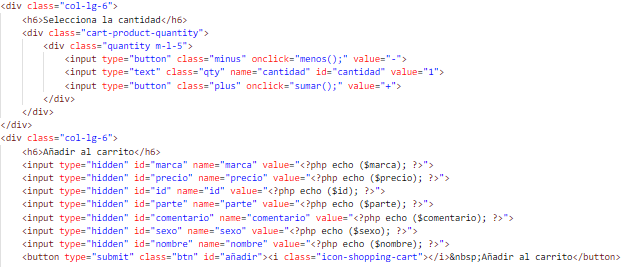 <div class="col-lg-6">
<h6>Selecciona la cantidad</h6>
<div class="cart-product-quantity">
<div class="quantity m-l-5">
<input type="button" class="minus" onclick="menos();" value="-">
<input type="text" class="qty" name="cantidad" id="cantidad" value="1">
<input type="button" class="plus" onclick="sumar();" value="+">
</div>
</div>
</div>
<div class="col-lg-6">
<h6>Añadir al carrito</h6>
<input type="hidden" id="marca" name="marca" value="<?php echo ($marca); ?>">
<input type="hidden" id="precio" name="precio" value="<?php echo ($precio); ?>">
<input type="hidden" id="id" name="id" value="<?php echo ($id); ?>">
<input type="hidden" id="parte" name="parte" value="<?php echo ($parte); ?>">
<input type="hidden" id="comentario" name="comentario" value="<?php echo ($comentario); ?>">
<input type="hidden" id="sexo" name="sexo" value="<?php echo ($sexo); ?>">
<input type="hidden" id="nombre" name="nombre" value="<?php echo ($nombre); ?>">
<button type="submit" class="btn" id="añadir"><i class="icon-shopping-cart"></i>&nbsp;Añadir al carrito</button>